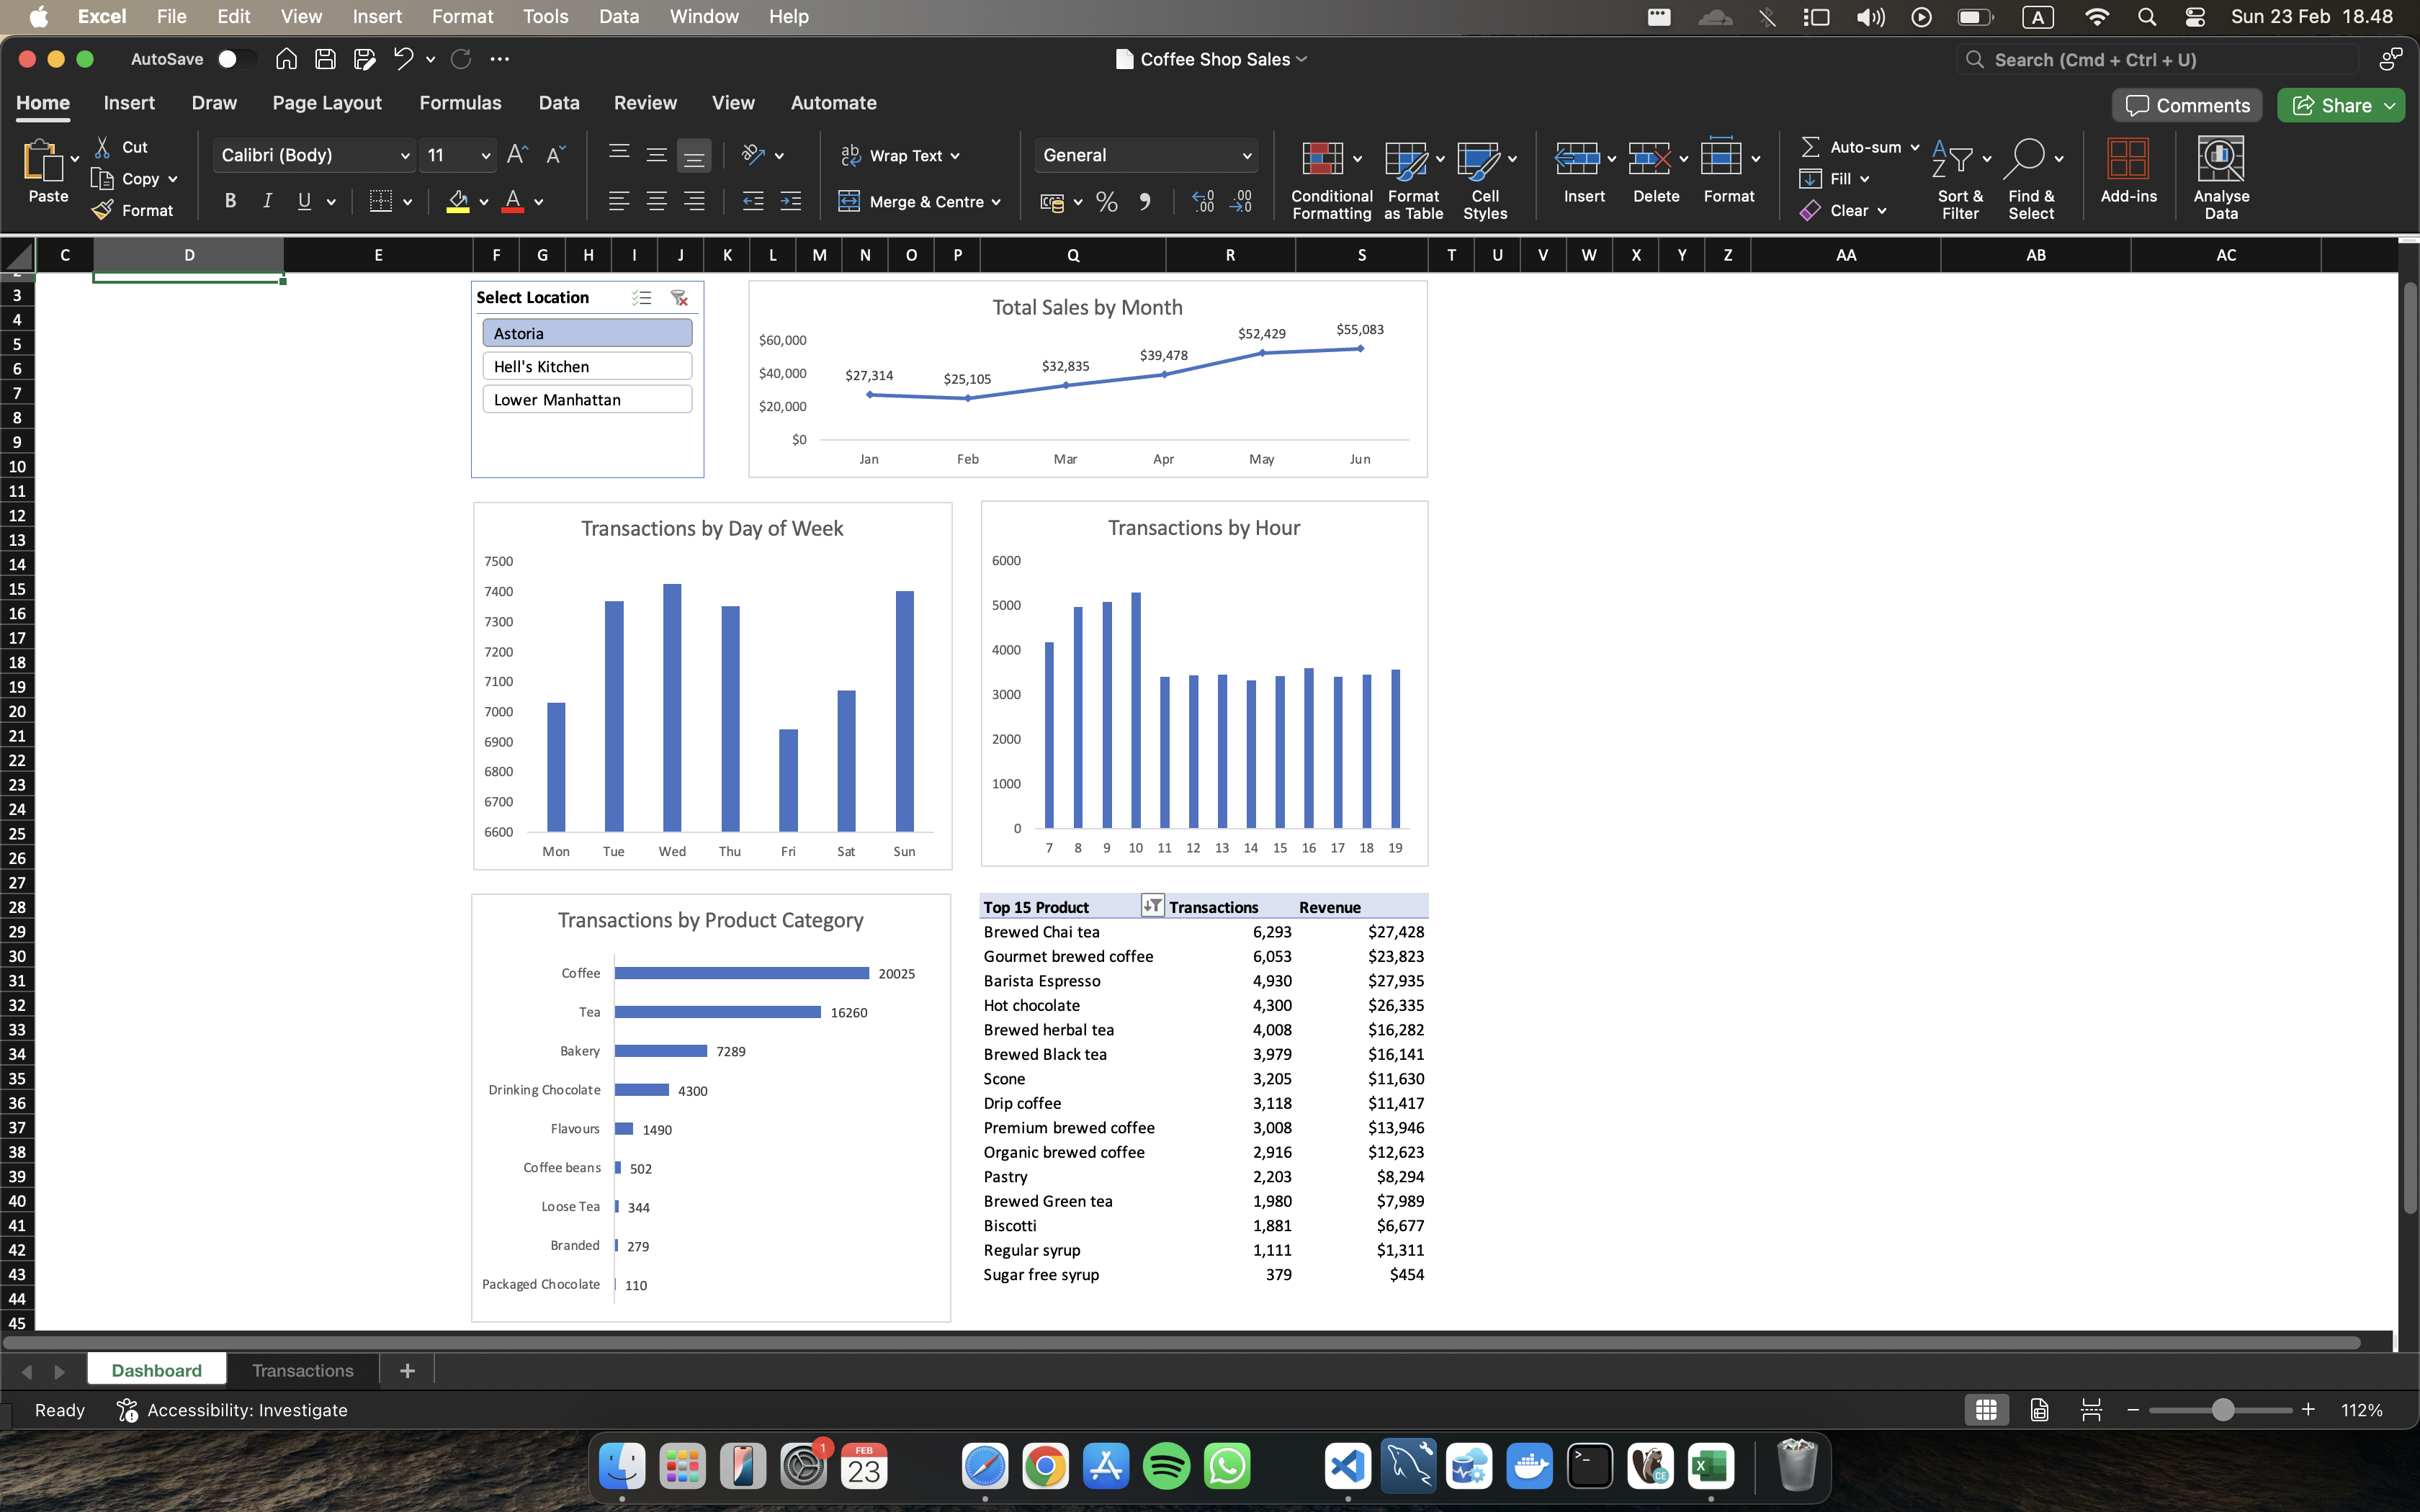 Excel File Edit View Insert Format Tools Data Window Help A Sun 23 Feb 18.48
AutoSave Coffee Shop Sales Search (Cmd + Ctrl + U)
Home Insert Draw Page Layout Formulas Data Review View Automate Comments Share
Paste Cut Copy Format
Calibri (Body) 11 A A
B I U A
ab Wrap Text
Merge & Centre
General
% 9
Conditional Formatting
Format as Table
Cell Styles
Insert Delete Format
Auto-sum
Fill
Clear
Sort & Filter
Find & Select
Add-ins
Analyse Data
C D E F G H I J K L M N O P Q R S T U V W X Y Z AA AB AC
3
4
5
6
7
8
9
10
11
12
13
14
15
16
17
18
19
20
21
22
23
24
25
26
27
28
29
30
31
32
33
34
35
36
37
38
39
40
41
42
43
44
45
Select Location
Astoria
Hell's Kitchen
Lower Manhattan
Total Sales by Month
$60,000
$40,000
$20,000
$0
$27,314 $25,105 $32,835 $39,478 $52,429 $55,083
Jan Feb Mar Apr May Jun
Transactions by Day of Week
7500
7400
7300
7200
7100
7000
6900
6800
6700
6600
Mon Tue Wed Thu Fri Sat Sun
Transactions by Hour
6000
5000
4000
3000
2000
1000
0
7 8 9 10 11 12 13 14 15 16 17 18 19
Transactions by Product Category
Coffee 20025
Tea 16260
Bakery 7289
Drinking Chocolate 4300
Flavours 1490
Coffee beans 502
Loose Tea 344
Branded 279
Packaged Chocolate 110
Top 15 Product Transactions Revenue
Brewed Chai tea 6,293 $27,428
Gourmet brewed coffee 6,053 $23,823
Barista Espresso 4,930 $27,935
Hot chocolate 4,300 $26,335
Brewed herbal tea 4,008 $16,282
Brewed Black tea 3,979 $16,141
Scone 3,205 $11,630
Drip coffee 3,118 $11,417
Premium brewed coffee 3,008 $13,946
Organic brewed coffee 2,916 $12,623
Pastry 2,203 $8,294
Brewed Green tea 1,980 $7,989
Biscotti 1,881 $6,677
Regular syrup 1,111 $1,311
Sugar free syrup 379 $454
Dashboard Transactions +
Ready Accessibility: Investigate 112%
1 FEB 23 CE X